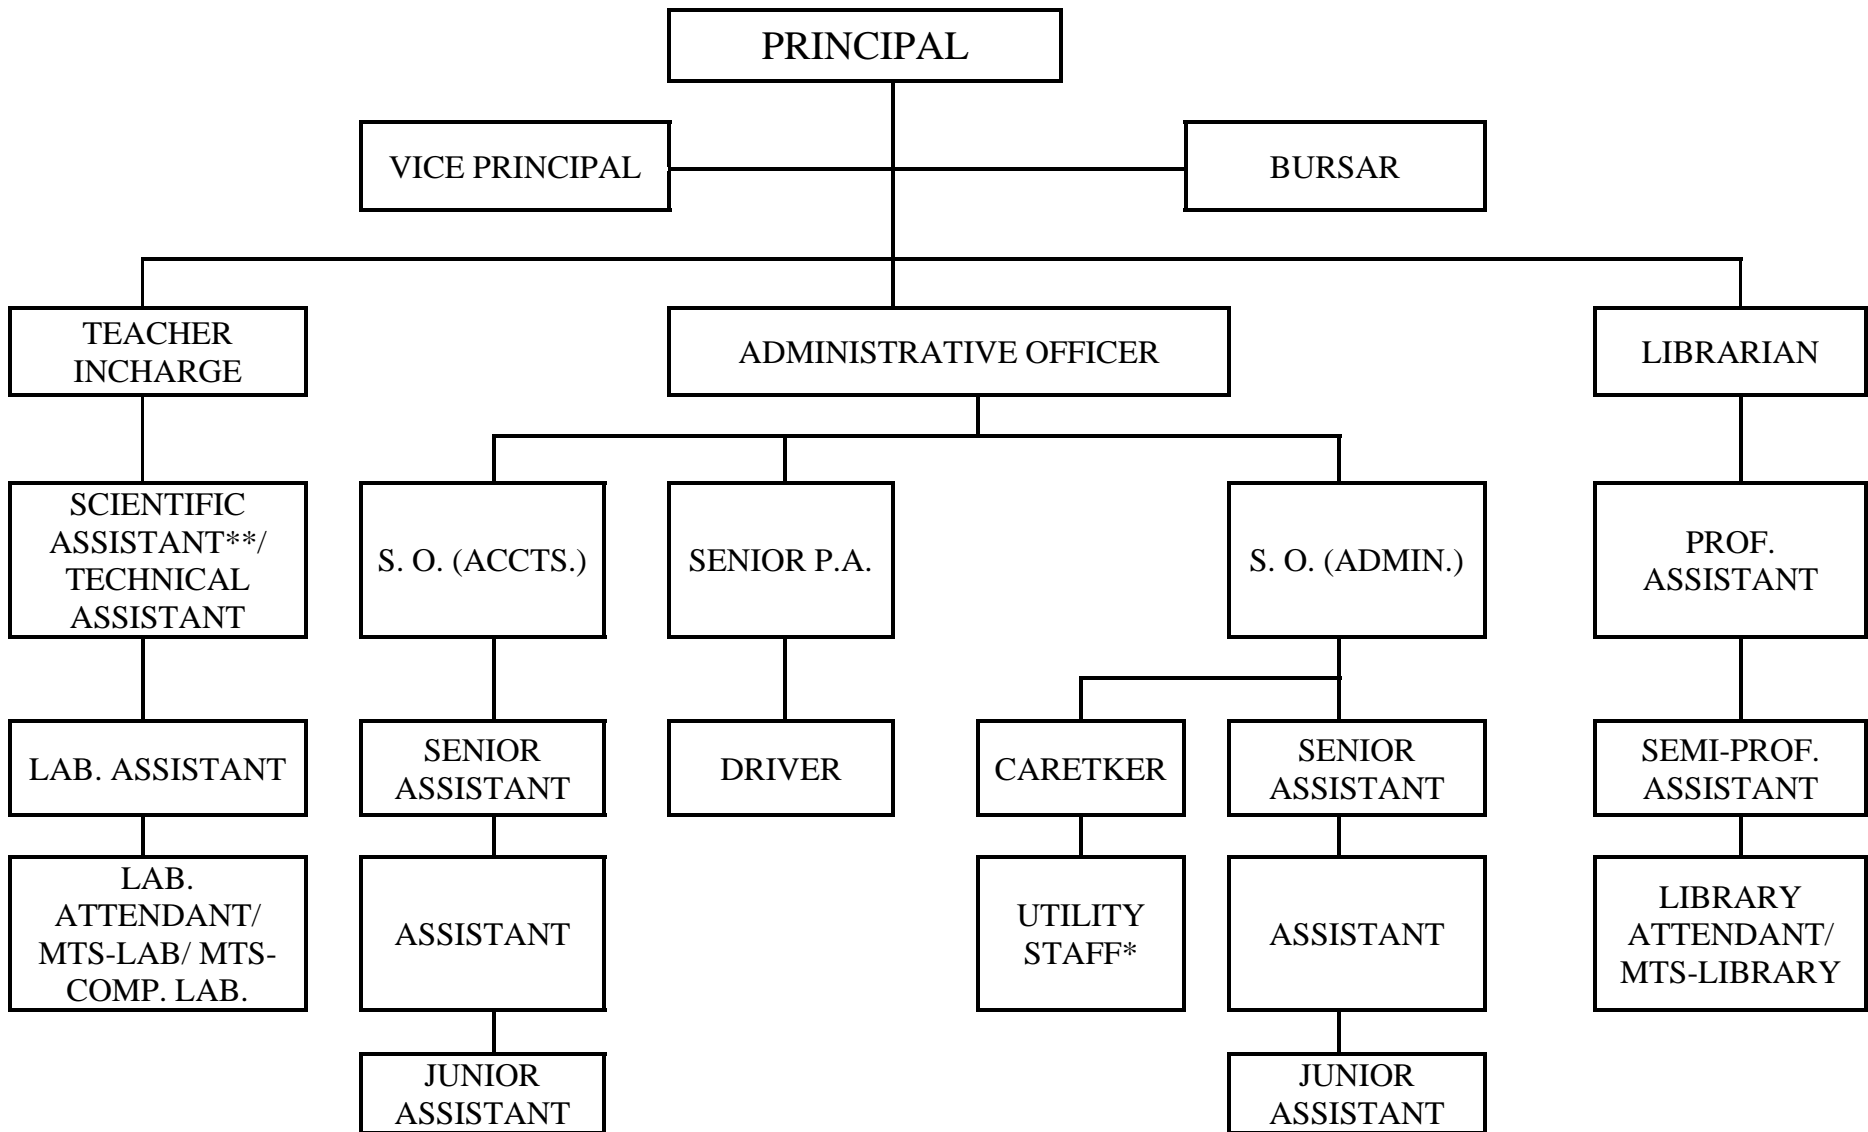 PRINCIPAL
VICE PRINCIPAL
BURSAR
TEACHER
INCHARGE
ADMINISTRATIVE OFFICER
LIBRARIAN
SCIENTIFIC
ASSISTANT**/
TECHNICAL
ASSISTANT
S. O. (ACCTS.)
SENIOR P.A.
S. O. (ADMIN.)
PROF.
ASSISTANT
LAB. ASSISTANT
SENIOR
ASSISTANT
DRIVER
CARETKER
SENIOR
ASSISTANT
SEMI-PROF.
ASSISTANT
LAB.
ATTENDANT/
MTS-LAB/ MTS-
COMP. LAB.
ASSISTANT
UTILITY
STAFF*
ASSISTANT
LIBRARY
ATTENDANT/
MTS-LIBRARY
JUNIOR
ASSISTANT
JUNIOR
ASSISTANT